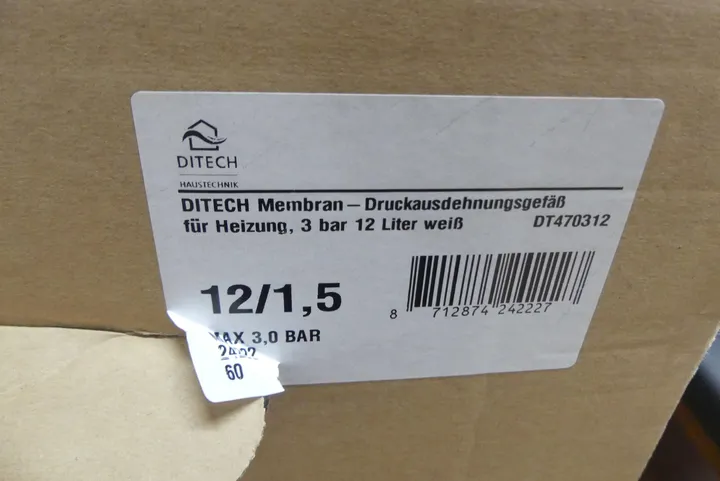 DITECH
HAUSTECHNIK
DITECH Membran – Druckausdehnungsgefäß
für Heizung, 3 bar 12 Liter weiß DT470312
12/1,5
8 712874 242227
MAX 3,0 BAR
60